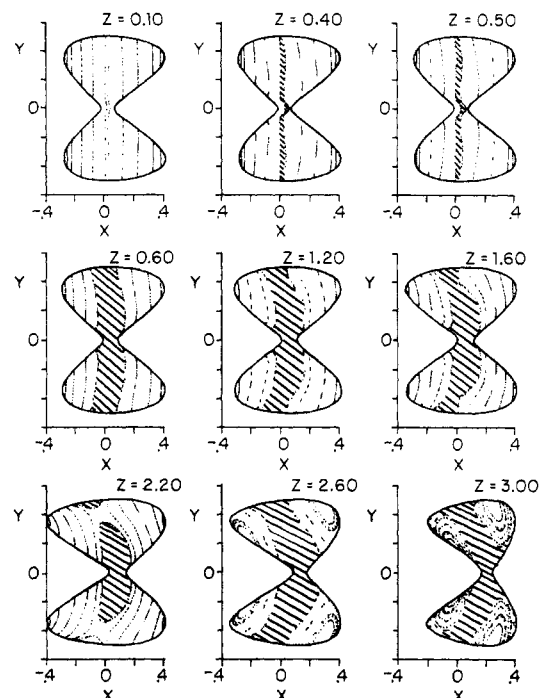 Z = 0.10
Y
0
-.4 0 .4
X
Z = 0.40
Y
0
-.4 0 .4
X
Z = 0.50
Y
0
-.4 0 .4
X
Z = 0.60
Y
0
-.4 0 .4
X
Z = 1.20
Y
0
-.4 0 .4
X
Z = 1.60
Y
0
-.4 0 .4
X
Z = 2.20
Y
0
-.4 0 .4
X
Z = 2.60
Y
0
-.4 0 .4
X
Z = 3.00
Y
0
-.4 0 .4
X